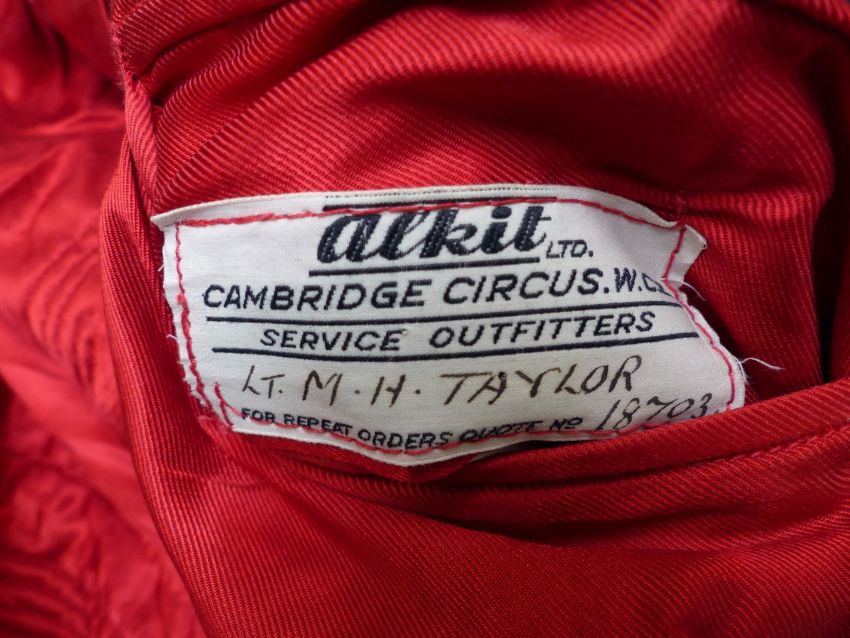 alkit LTD.
CAMBRIDGE CIRCUS. W.C.
SERVICE OUTFITTERS
LT. M. H. TAYLOR
FOR REPEAT ORDERS QUOTE No 18703